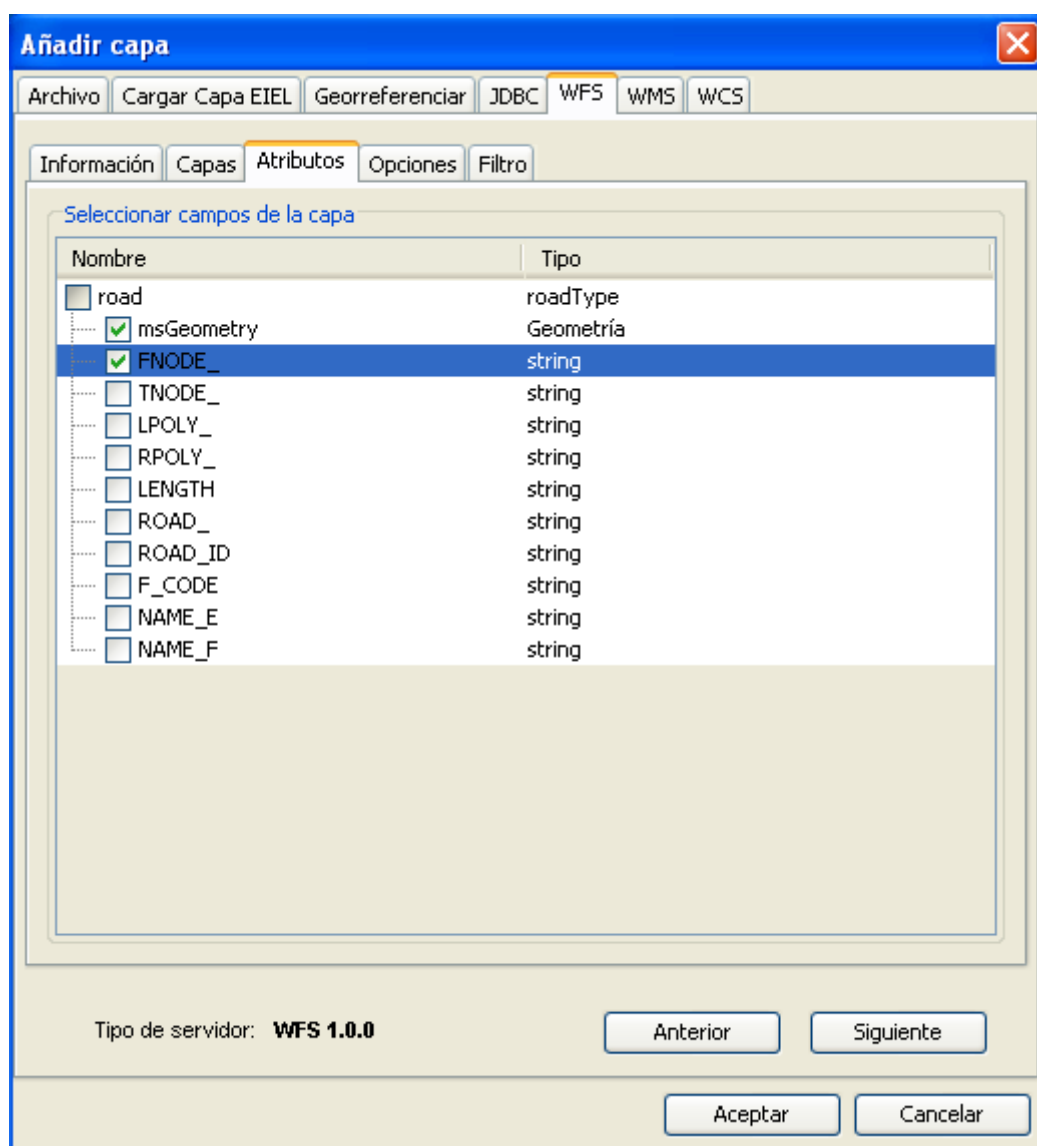 Añadir capa
Archivo Cargar Capa EIEL Georreferenciar JDBC WFS WMS WCS
Información Capas Atributos Opciones Filtro
Seleccionar campos de la capa
Nombre Tipo
road roadType
msGeometry Geometría
FNODE_ string
TNODE_ string
LPOLY_ string
RPOLY_ string
LENGTH string
ROAD_ string
ROAD_ID string
F_CODE string
NAME_E string
NAME_F string
Tipo de servidor: WFS 1.0.0 Anterior Siguiente
Aceptar Cancelar